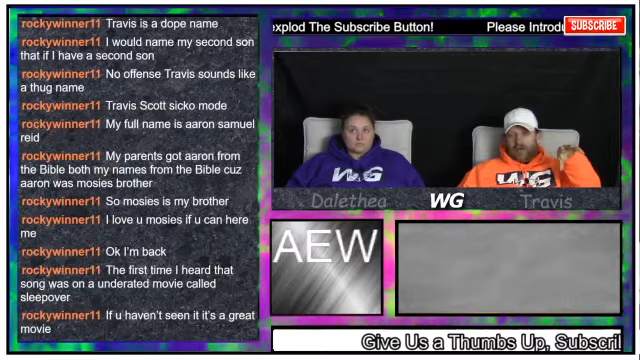 rockywinner11 Travis is a dope name
rockywinner11 I would name my second son
that if I have a second son
rockywinner11 No offense Travis sounds like
a thug name
rockywinner11 Travis Scott sicko mode
rockywinner11 My full name is aaron samuel
reid
rockywinner11 My parents got aaron from
the Bible both my names from the Bible cuz
aaron was mosies brother
rockywinner11 So mosies is my brother
rockywinner11 I love u mosies if u can here
me
rockywinner11 Ok I'm back
rockywinner11 The first time I heard that
song was on a underated movie called
sleepover
rockywinner11 If u haven't seen it it's a great
movie
explod The Subscribe Button! Please Introdu
SUBSCRIBE
WG
WG
Dalethea WG Travis
AEW
Give Us a Thumbs Up, Subscri